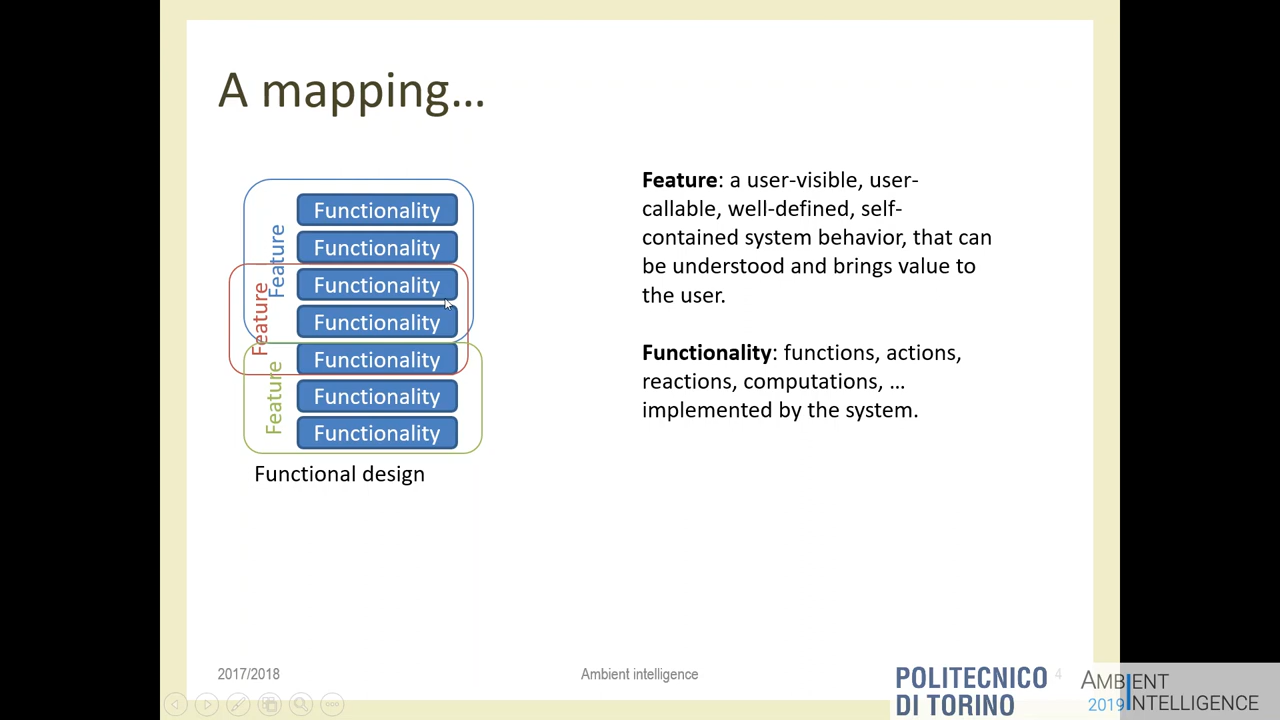 A mapping...
Functionality
Functionality
Functionality
Functionality
Functionality
Functionality
Functionality
Feature
Feature
Feature
Functional design
Feature: a user-visible, user-
callable, well-defined, self-
contained system behavior, that can
be understood and brings value to
the user.
Functionality: functions, actions,
reactions, computations, ...
implemented by the system.
2017/2018
Ambient intelligence
POLITECNICO
DI TORINO
4
AMBIENT
2019 INTELLIGENCE